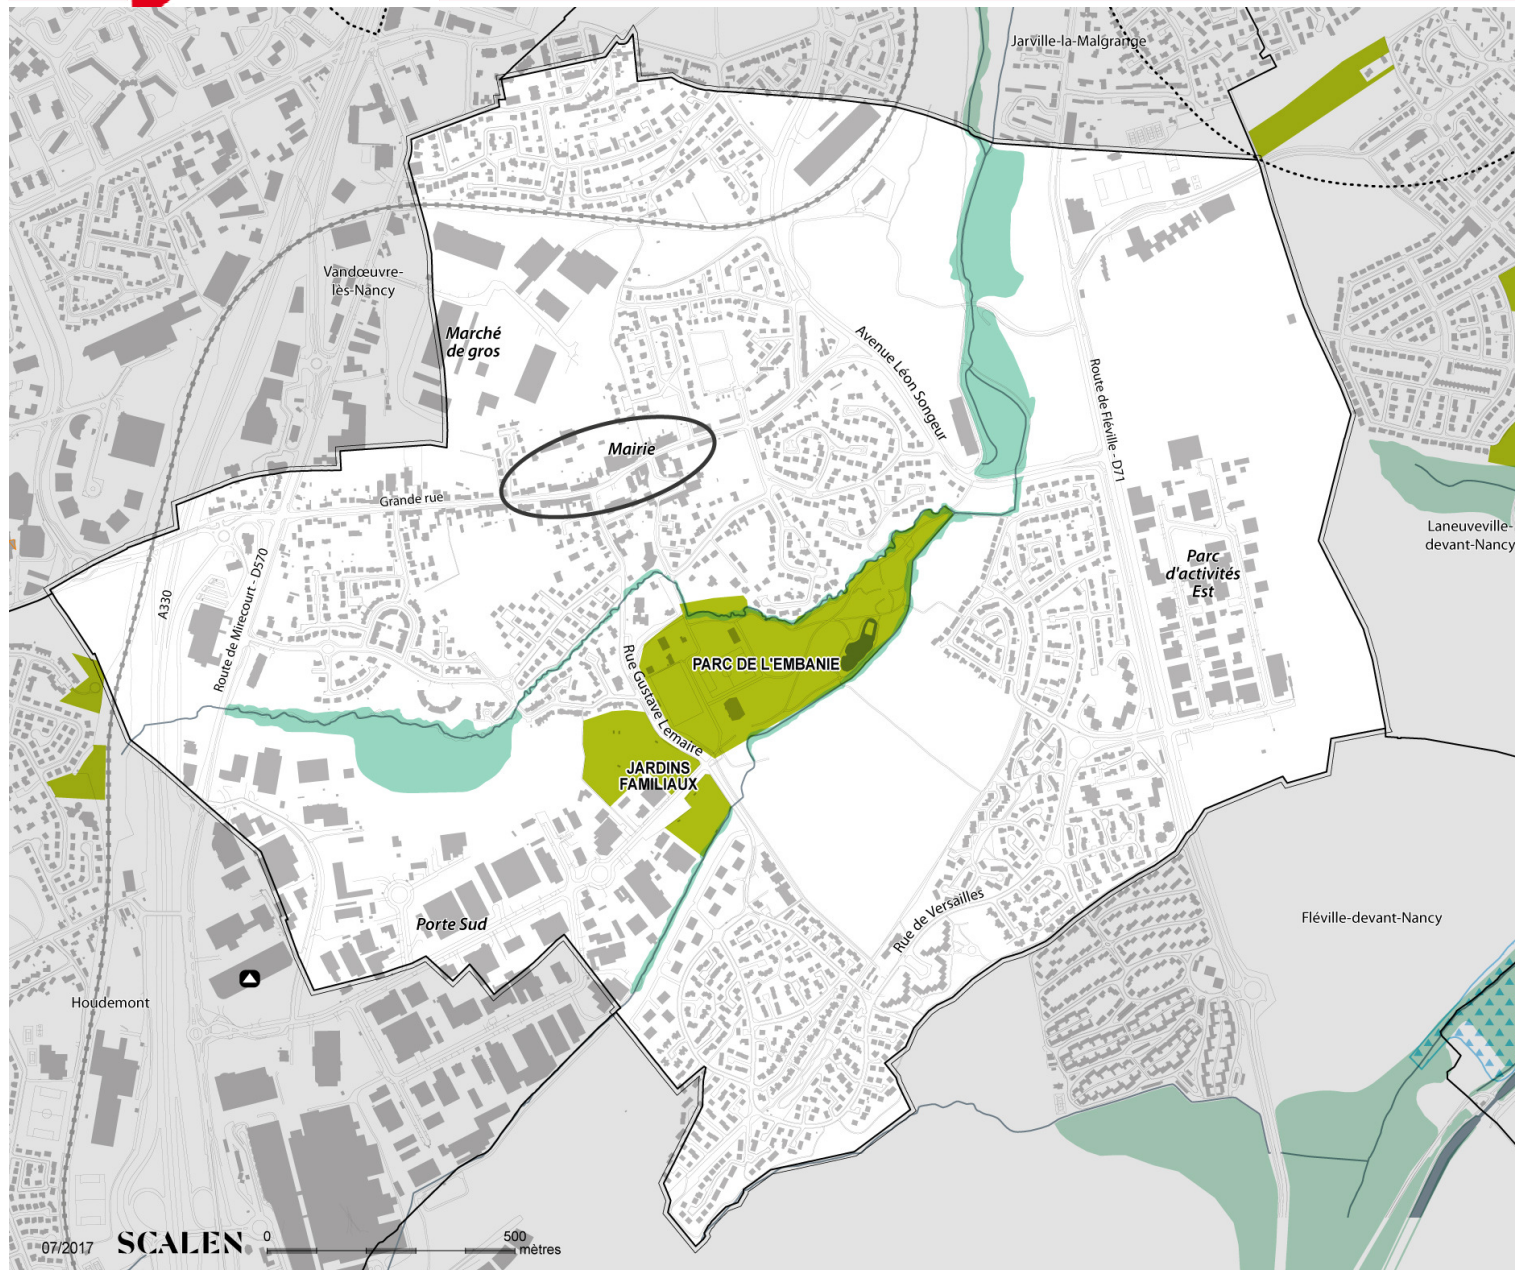 Jarville-la-Malgrange
Vandœuvre-
lès-Nancy
Marché
de gros
Avenue Léon Songeur
Route de Fléville - D71
Mairie
Grande rue
Laneuveville-
devant-Nancy
Parc
d'activités
Est
A330
Route de Mirecourt - D570
Rue Gustave Lemaire
PARC DE L'EMBANIE
JARDINS
FAMILIAUX
Rue de Versailles
Porte Sud
Fléville-devant-Nancy
Houdemont
07/2017
SCALEN
0
500
mètres